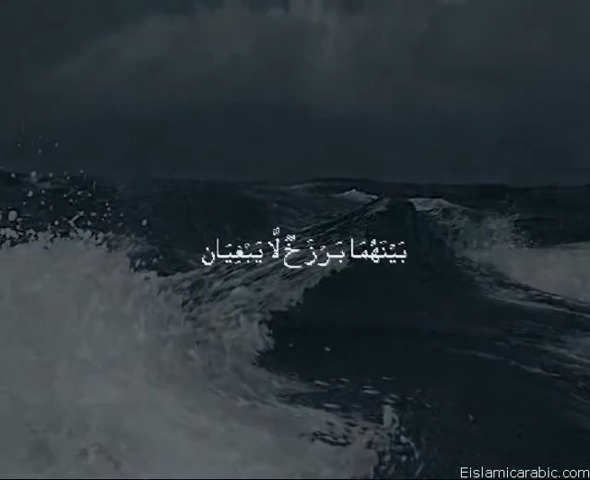 بَيْنَهُمَا بَرْزَخٌ لَّا يَبْغِيَانِ
Eislamicarabic.com